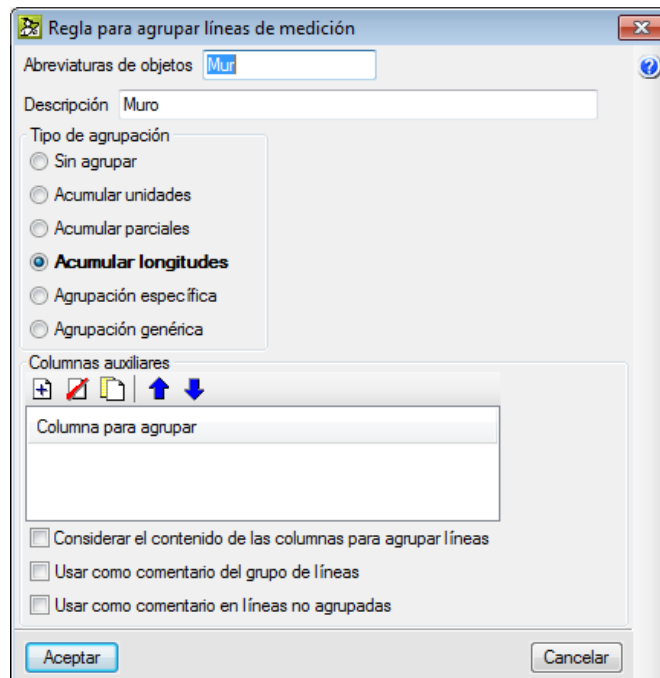 Regla para agrupar líneas de medición
Abreviaturas de objetos Mur
Descripción Muro
Tipo de agrupación
Sin agrupar
Acumular unidades
Acumular parciales
Acumular longitudes
Agrupación específica
Agrupación genérica
Columnas auxiliares
Columna para agrupar
Considerar el contenido de las columnas para agrupar líneas
Usar como comentario del grupo de líneas
Usar como comentario en líneas no agrupadas
Aceptar Cancelar